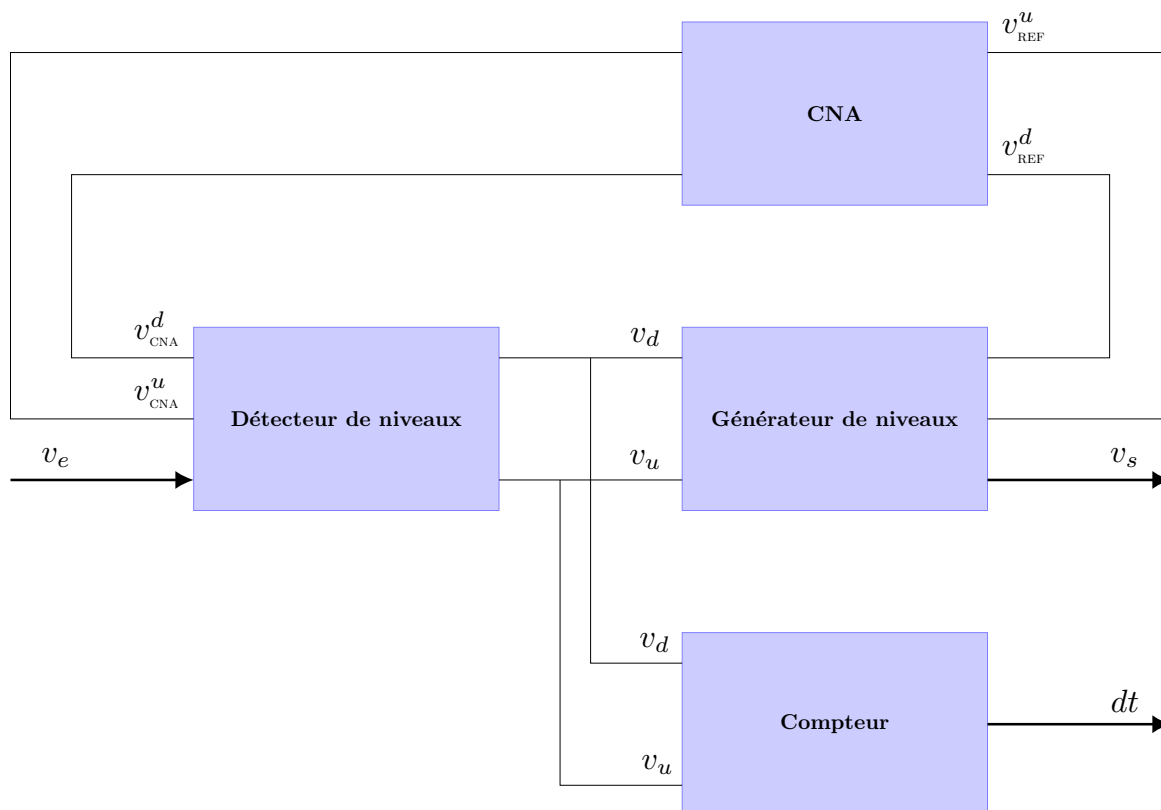 v^u_REF
CNA
v^d_REF
v^d_CNA
v_d
v^u_CNA
Détecteur de niveaux
Générateur de niveaux
v_e
v_u
v_s
v_d
dt
Compteur
v_u